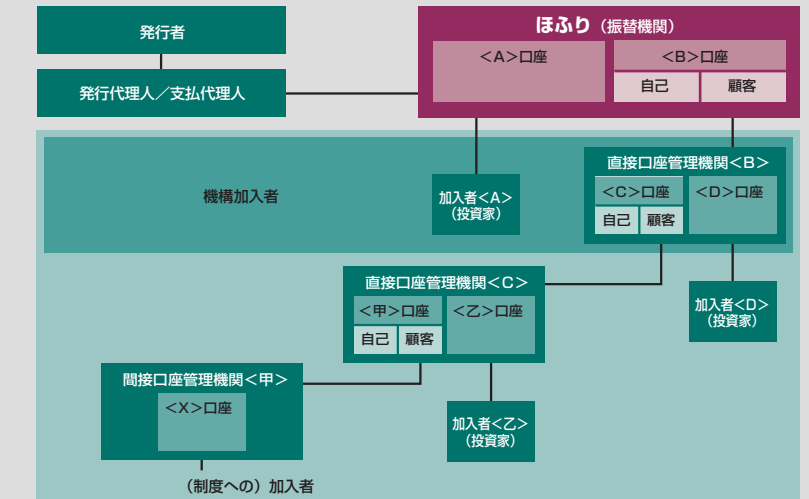 発行者
ほふり（振替機関）
＜A＞口座
＜B＞口座
自己
顧客
発行代理人／支払代理人
機構加入者
加入者＜A＞
（投資家）
直接口座管理機関＜B＞
＜C＞口座
＜D＞口座
自己
顧客
直接口座管理機関＜C＞
＜甲＞口座
＜乙＞口座
自己
顧客
加入者＜D＞
（投資家）
間接口座管理機関＜甲＞
＜X＞口座
加入者＜乙＞
（投資家）
（制度への）加入者